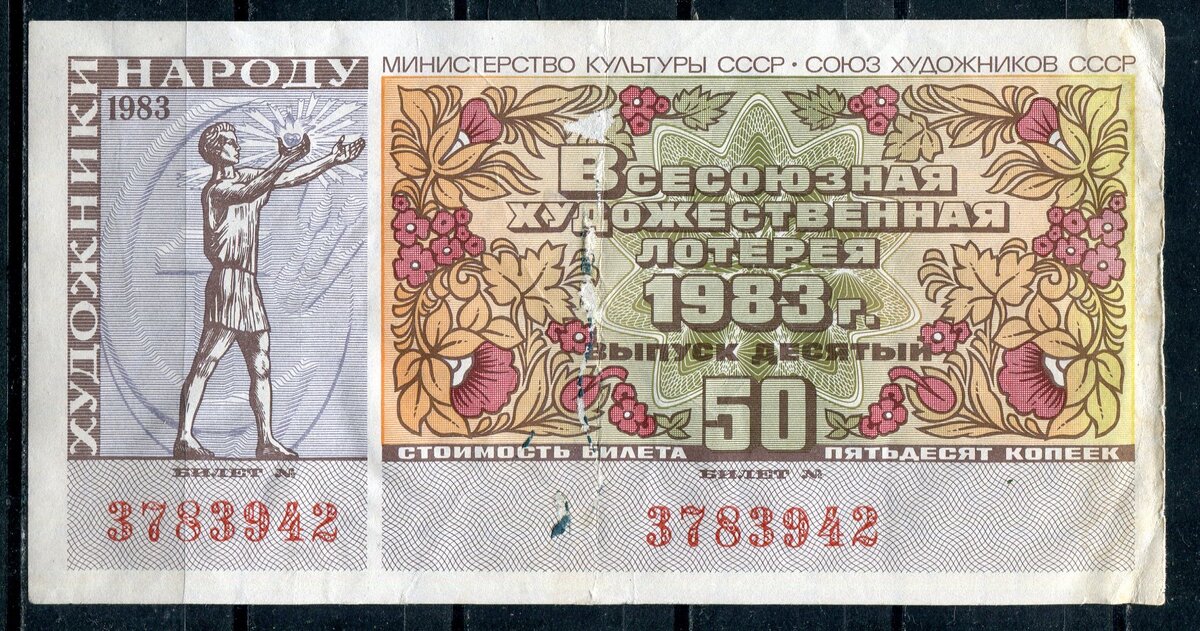 ХУДОЖНИКИ
НАРОДУ
1983
БИЛЕТ №
3783942
МИНИСТЕРСТВО КУЛЬТУРЫ СССР · СОЮЗ ХУДОЖНИКОВ СССР
ВСЕСОЮЗНАЯ
ХУДОЖЕСТВЕННАЯ
ЛОТЕРЕЯ
1983 г.
ВЫПУСК ДЕСЯТЫЙ
50
СТОИМОСТЬ БИЛЕТА ПЯТЬДЕСЯТ КОПЕЕК
БИЛЕТ №
3783942